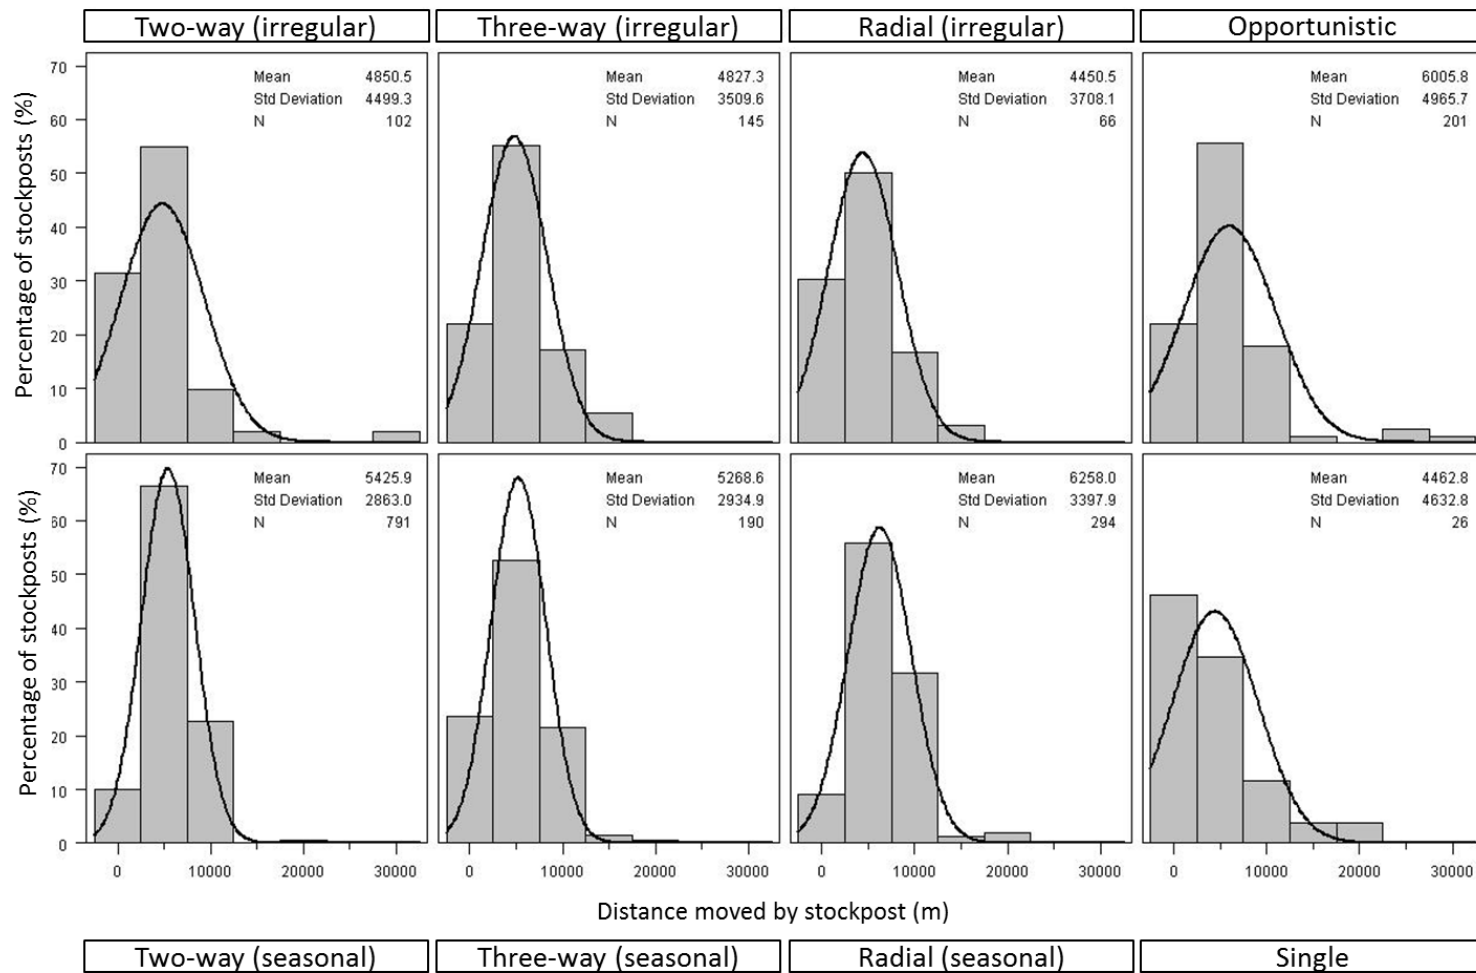 Two-way (irregular) Three-way (irregular) Radial (irregular) Opportunistic
Percentage of stockposts (%)
70
60
50
40
30
20
10
0
Mean 4850.5
Std Deviation 4499.3
N 102
Mean 4827.3
Std Deviation 3509.6
N 145
Mean 4450.5
Std Deviation 3708.1
N 66
Mean 6005.8
Std Deviation 4965.7
N 201
Percentage of stockposts (%)
70
60
50
40
30
20
10
0
Mean 5425.9
Std Deviation 2863.0
N 791
Mean 5268.6
Std Deviation 2934.9
N 190
Mean 6258.0
Std Deviation 3397.9
N 294
Mean 4462.8
Std Deviation 4632.8
N 26
0 10000 20000 30000 0 10000 20000 30000 0 10000 20000 30000 0 10000 20000 30000
Distance moved by stockpost (m)
Two-way (seasonal) Three-way (seasonal) Radial (seasonal) Single